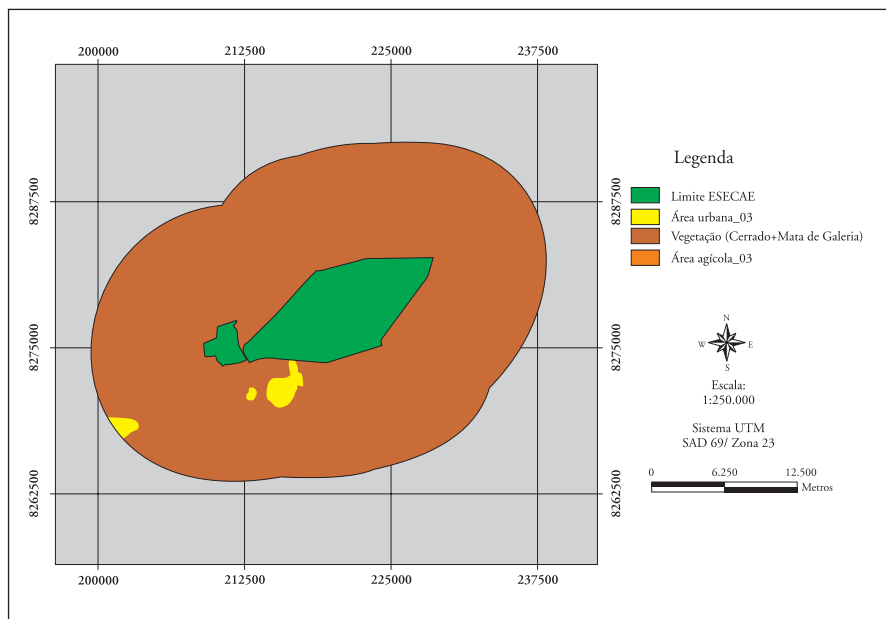 200000 212500 225000 237500
8287500 8287500
8275000 8275000
8262500 8262500
200000 212500 225000 237500
Legenda
Limite ESECAE
Área urbana_03
Vegetação (Cerrado+Mata de Galeria)
Área agícola_03
N
W E
S
Escala:
1:250.000
Sistema UTM
SAD 69/ Zona 23
0 6.250 12.500
Metros